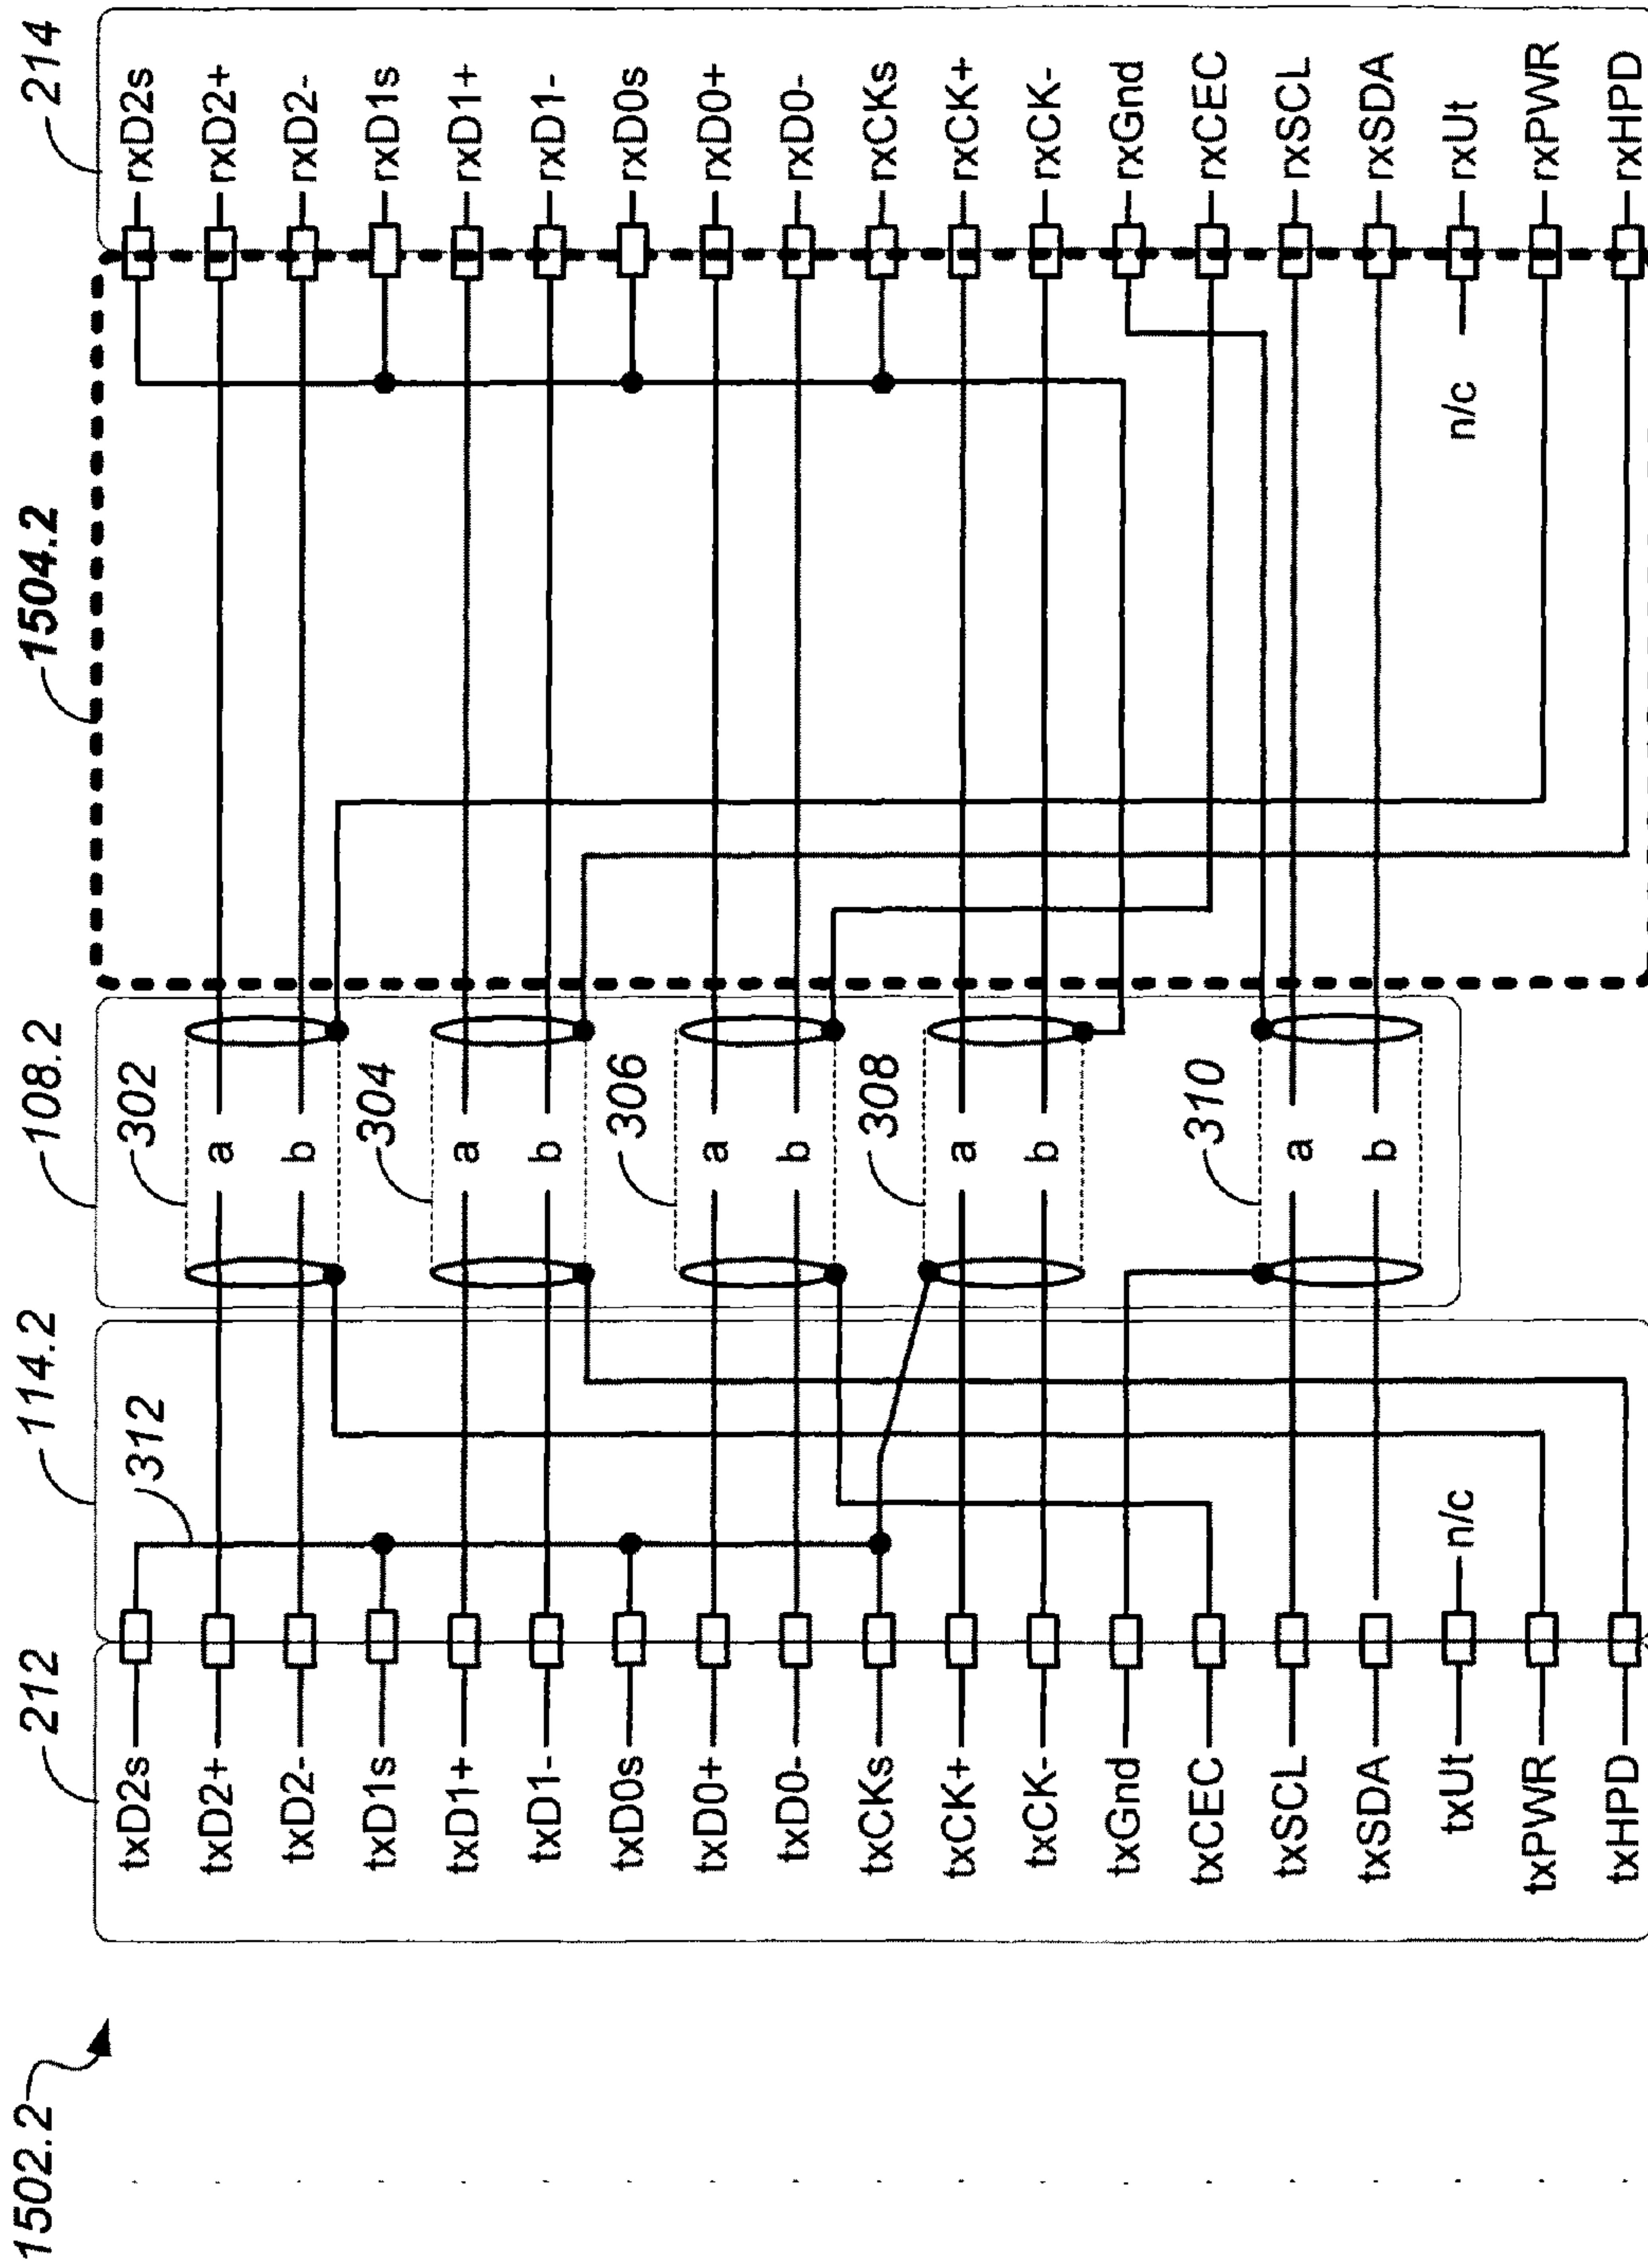 1502.2
212
114.2
108.2
1504.2
214
312
302
304
306
308
310
txD2s
txD2+
txD2-
txD1s
txD1+
txD1-
txD0s
txD0+
txD0-
txCKs
txCK+
txCK-
txGnd
txCEC
txSCL
txSDA
txUt
txPWR
txHPD
n/c
a
b
a
b
a
b
a
b
a
b
n/c
rxD2s
rxD2+
rxD2-
rxD1s
rxD1+
rxD1-
rxD0s
rxD0+
rxD0-
rxCKs
rxCK+
rxCK-
rxGnd
rxCEC
rxSCL
rxSDA
rxUt
rxPWR
rxHPD